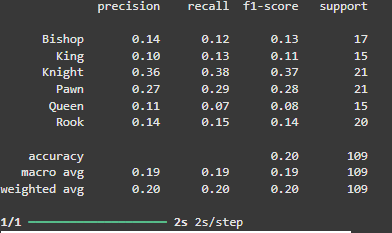 precision recall f1-score support
Bishop 0.14 0.12 0.13 17
King 0.10 0.13 0.11 15
Knight 0.36 0.38 0.37 21
Pawn 0.27 0.29 0.28 21
Queen 0.11 0.07 0.08 15
Rook 0.14 0.15 0.14 20
accuracy 0.20 109
macro avg 0.19 0.19 0.19 109
weighted avg 0.20 0.20 0.20 109
1/1 2s 2s/step